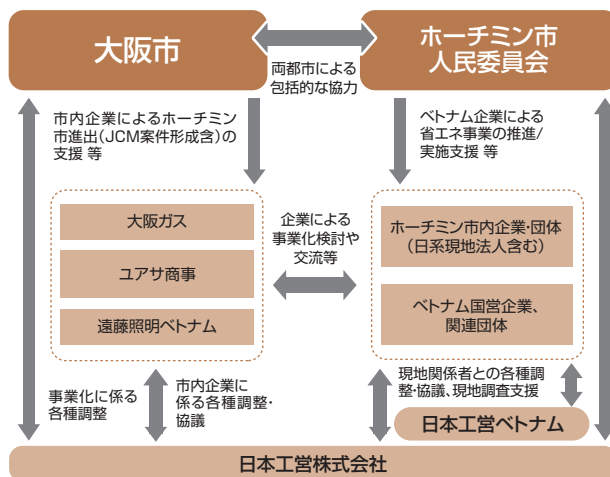 大阪市
ホーチミン市
人民委員会
両都市による
包括的な協力
市内企業によるホーチミン
市進出(JCM案件形成含)の
支援 等
ベトナム企業による
省エネ事業の推進/
実施支援 等
大阪ガス
ユアサ商事
遠藤照明ベトナム
企業による
事業化検討や
交流等
ホーチミン市内企業・団体
(日系現地法人含む)
ベトナム国営企業、
関連団体
事業化に係る
各種調整
市内企業に
係る各種調整・
協議
現地関係者との各種調
整・協議、現地調査支援
日本工営ベトナム
日本工営株式会社